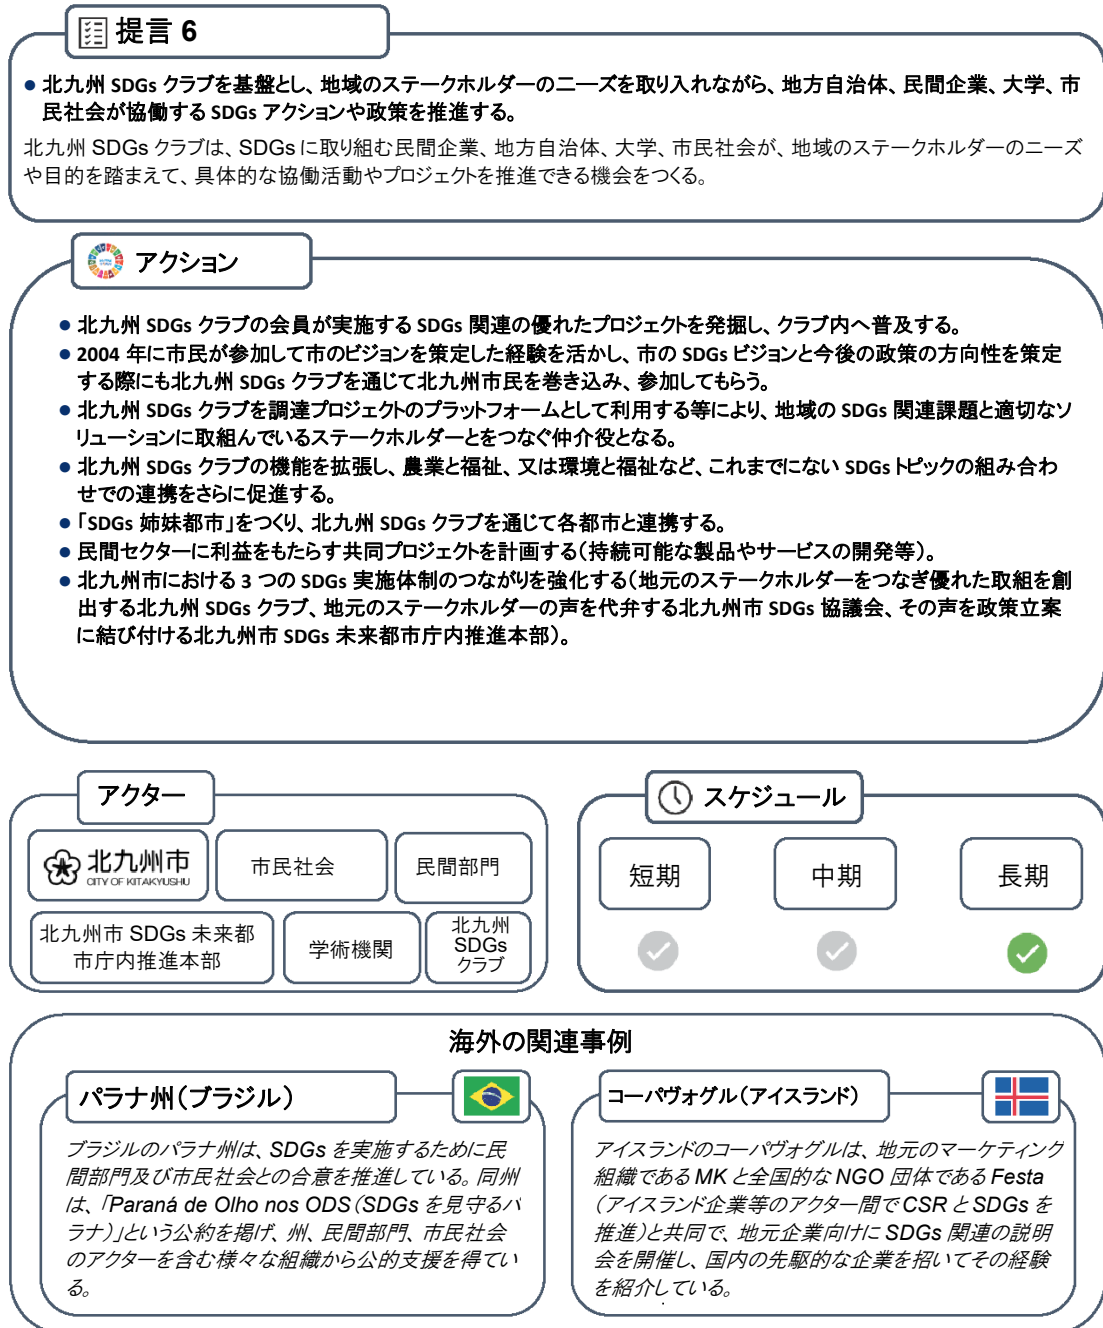 提言 6
● 北九州 SDGs クラブを基盤とし、地域のステークホルダーのニーズを取り入れながら、地方自治体、民間企業、大学、市
民社会が協働する SDGs アクションや政策を推進する。
北九州 SDGs クラブは、SDGs に取り組む民間企業、地方自治体、大学、市民社会が、地域のステークホルダーのニーズ
や目的を踏まえて、具体的な協働活動やプロジェクトを推進できる機会をつくる。
アクション
● 北九州 SDGs クラブの会員が実施する SDGs 関連の優れたプロジェクトを発掘し、クラブ内へ普及する。
● 2004 年に市民が参加して市のビジョンを策定した経験を活かし、市の SDGs ビジョンと今後の政策の方向性を策定
する際にも北九州 SDGs クラブを通じて北九州市民を巻き込み、参加してもらう。
● 北九州 SDGs クラブを調達プロジェクトのプラットフォームとして利用する等により、地域の SDGs 関連課題と適切なソ
リューションに取組んでいるステークホルダーとをつなぐ仲介役となる。
● 北九州 SDGs クラブの機能を拡張し、農業と福祉、又は環境と福祉など、これまでにない SDGs トピックの組み合わ
せでの連携をさらに促進する。
● 「SDGs 姉妹都市」をつくり、北九州 SDGs クラブを通じて各都市と連携する。
● 民間セクターに利益をもたらす共同プロジェクトを計画する（持続可能な製品やサービスの開発等）。
● 北九州市における 3 つの SDGs 実施体制のつながりを強化する（地元のステークホルダーをつなぎ優れた取組を創
出する北九州 SDGs クラブ、地元のステークホルダーの声を代弁する北九州市 SDGs 協議会、その声を政策立案
に結び付ける北九州市 SDGs 未来都市庁内推進本部）。
アクター
北九州市
CITY OF KITAKYUSHU
市民社会
民間部門
北九州市 SDGs 未来都
市庁内推進本部
学術機関
北九州
SDGs
クラブ
スケジュール
短期
中期
長期
海外の関連事例
パラナ州（ブラジル）
ブラジルのパラナ州は、SDGs を実施するために民
間部門及び市民社会との合意を推進している。同州
は、「Paraná de Olho nos ODS（SDGs を見守るパ
ラナ）」という公約を掲げ、州、民間部門、市民社会
のアクターを含む様々な組織から公的支援を得てい
る。
コーパヴォグル（アイスランド）
アイスランドのコーパヴォグルは、地元のマーケティング
組織である MK と全国的な NGO 団体である Festa
（アイスランド企業等のアクター間で CSR と SDGs を
推進）と共同で、地元企業向けに SDGs 関連の説明
会を開催し、国内の先駆的な企業を招いてその経験
を紹介している。